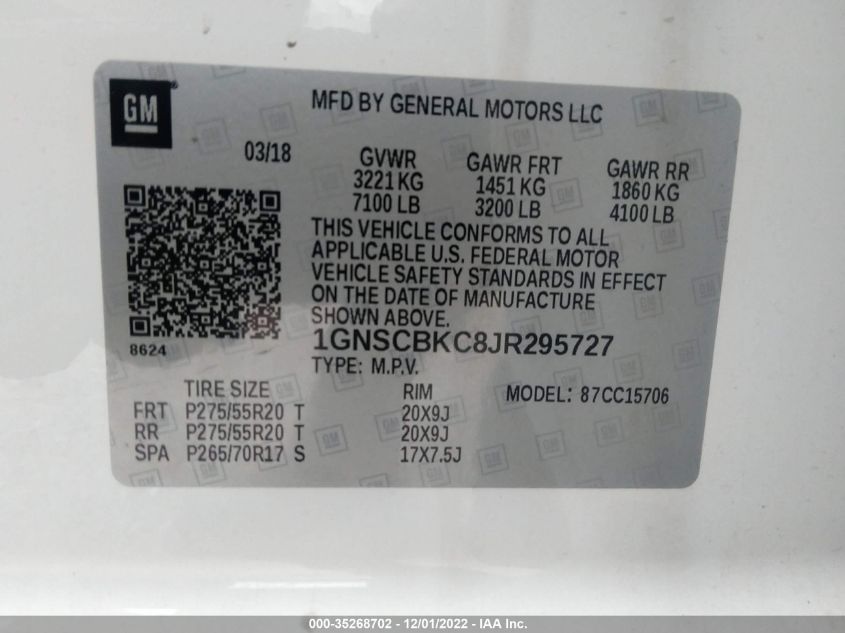 GM
MFD BY GENERAL MOTORS LLC
03/18
GVWR GAWR FRT GAWR RR
3221 KG 1451 KG 1860 KG
7100 LB 3200 LB 4100 LB
THIS VEHICLE CONFORMS TO ALL
APPLICABLE U.S. FEDERAL MOTOR
VEHICLE SAFETY STANDARDS IN EFFECT
ON THE DATE OF MANUFACTURE
SHOWN ABOVE.
8624
1GNSCBKC8JR295727
TYPE: M.P.V.
TIRE SIZE RIM MODEL: 87CC15706
FRT P275/55R20 T 20X9J
RR P275/55R20 T 20X9J
SPA P265/70R17 S 17X7.5J
000-35268702 - 12/01/2022 - IAA Inc.